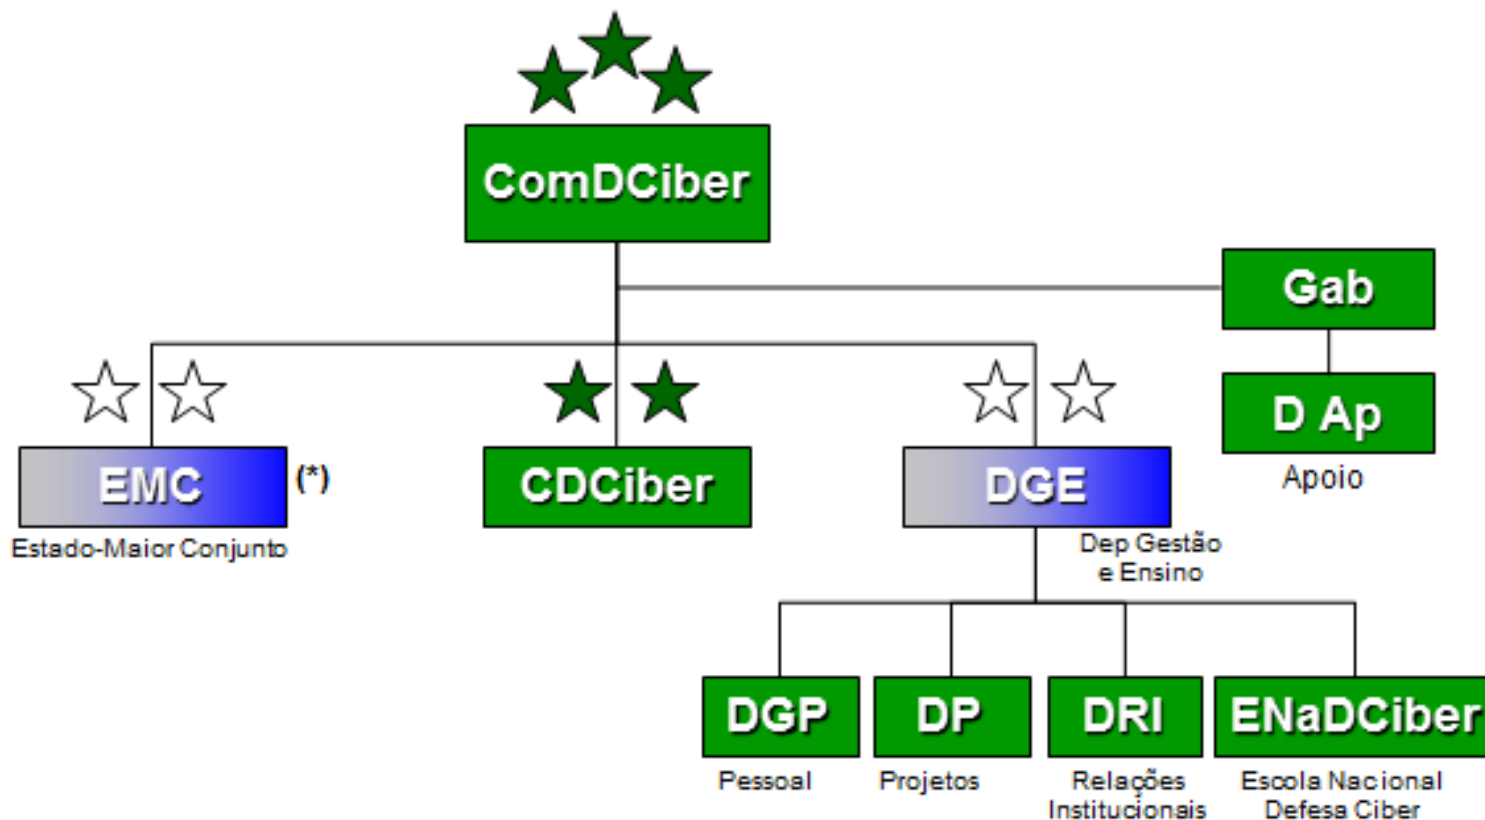 ComDCiber
Gab
D Ap
Apoio
EMC
(*)
Estado-Maior Conjunto
CDCiber
DGE
Dep Gestão
e Ensino
DGP
Pessoal
DP
Projetos
DRI
Relações
Institucionais
ENaDCiber
Escola Nacional
Defesa Ciber